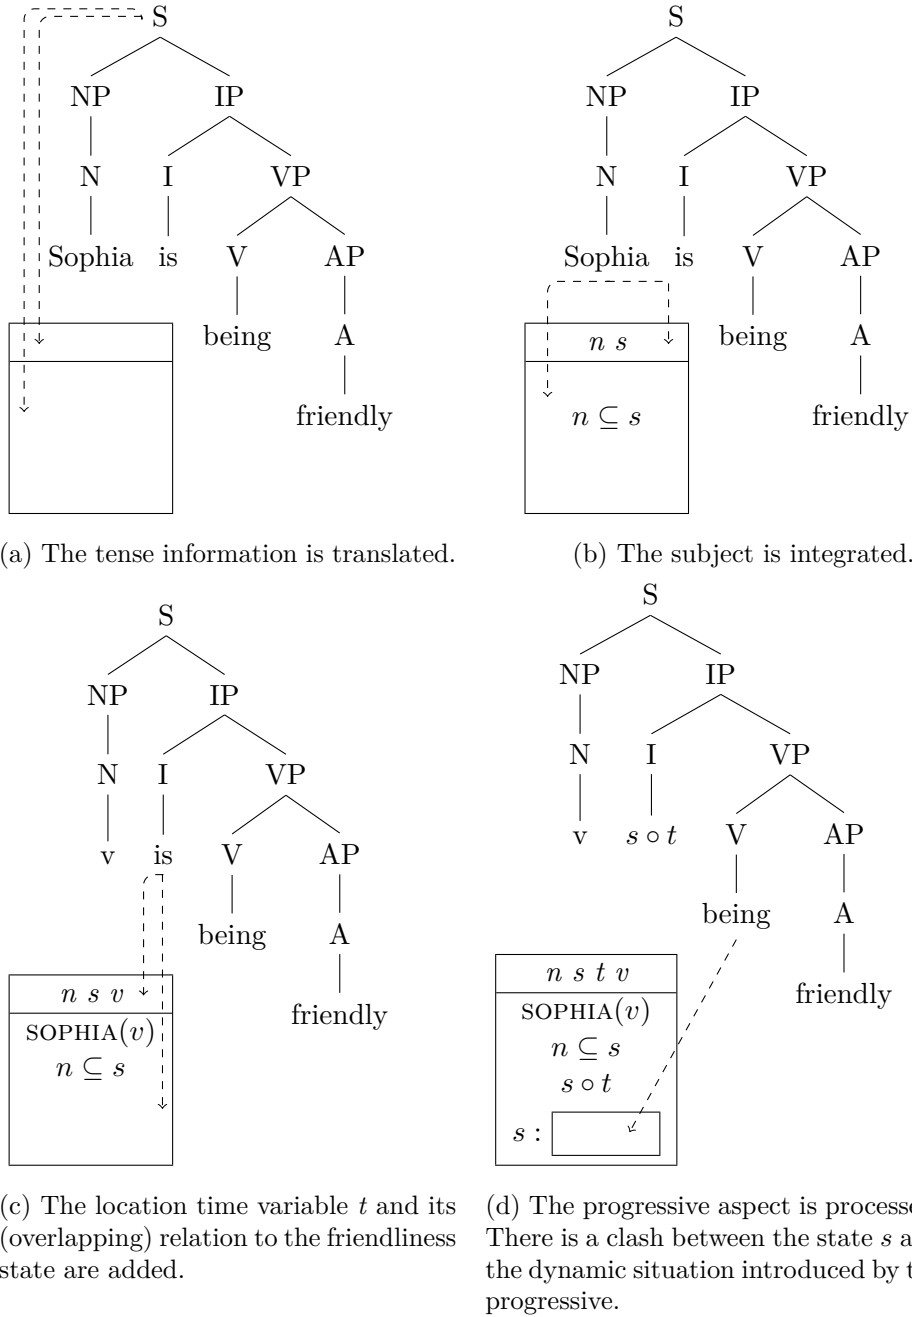 S
NP IP
N I VP
Sophia is V AP
being A
friendly
(a) The tense information is translated.
S
NP IP
N I VP
Sophia is V AP
being A
n s
n ⊆ s
friendly
(b) The subject is integrated.
S
NP IP
N I VP
v is V AP
being A
friendly
n s v
SOPHIA(v)
n ⊆ s
(c) The location time variable t and its
(overlapping) relation to the friendliness
state are added.
S
NP IP
N I VP
v s ∘ t V AP
being A
friendly
n s t v
SOPHIA(v)
n ⊆ s
s ∘ t
s :
(d) The progressive aspect is processe
There is a clash between the state s a
the dynamic situation introduced by t
progressive.